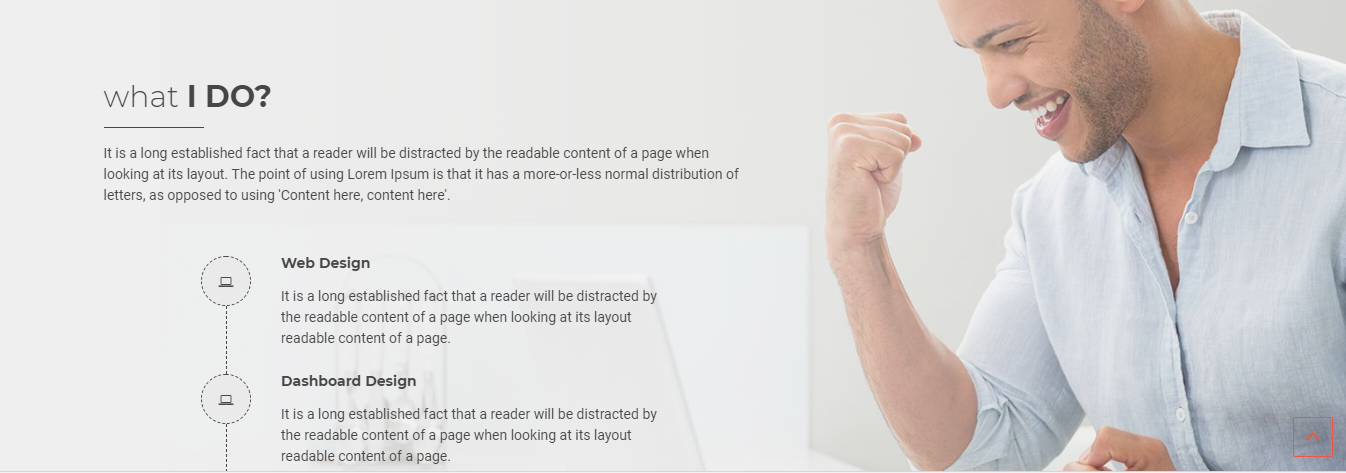 what I DO?
It is a long established fact that a reader will be distracted by the readable content of a page when
looking at its layout. The point of using Lorem Ipsum is that it has a more-or-less normal distribution of
letters, as opposed to using 'Content here, content here'.
Web Design
It is a long established fact that a reader will be distracted by
the readable content of a page when looking at its layout
readable content of a page.
Dashboard Design
It is a long established fact that a reader will be distracted by
the readable content of a page when looking at its layout
readable content of a page.